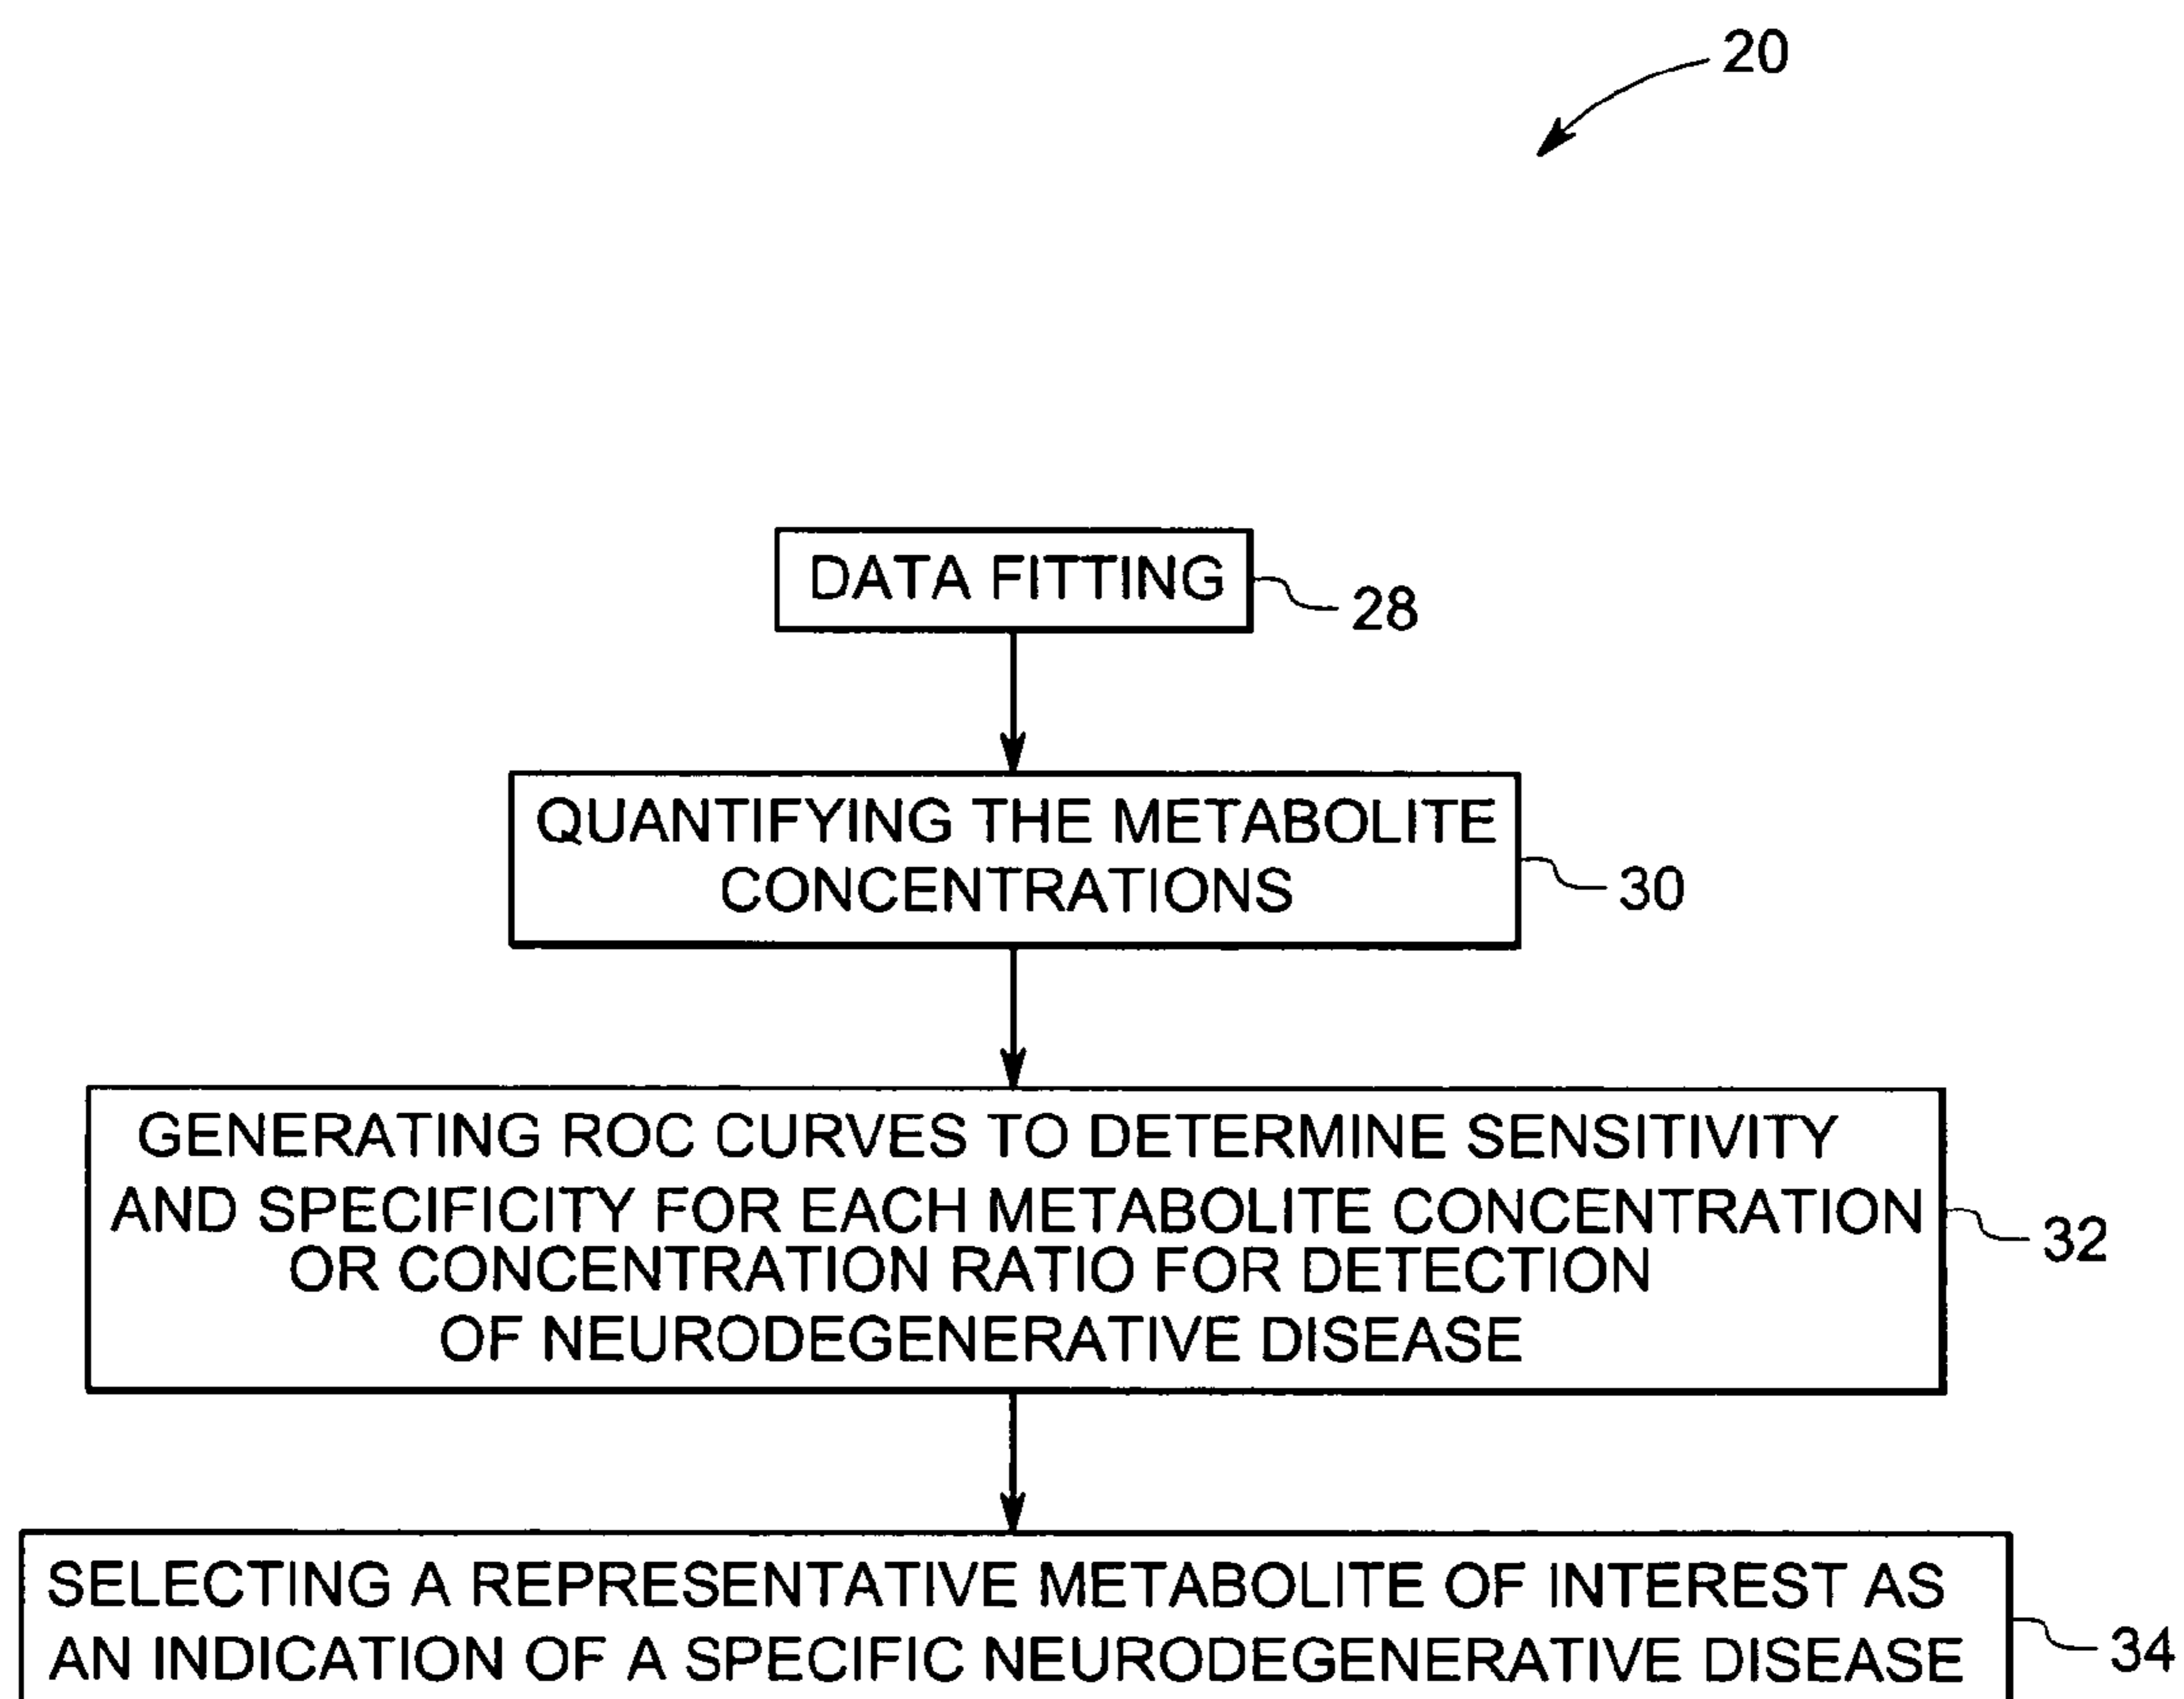 20
DATA FITTING
28
QUANTIFYING THE METABOLITE
CONCENTRATIONS
30
GENERATING ROC CURVES TO DETERMINE SENSITIVITY
AND SPECIFICITY FOR EACH METABOLITE CONCENTRATION
OR CONCENTRATION RATIO FOR DETECTION
OF NEURODEGENERATIVE DISEASE
32
SELECTING A REPRESENTATIVE METABOLITE OF INTEREST AS
AN INDICATION OF A SPECIFIC NEURODEGENERATIVE DISEASE
34